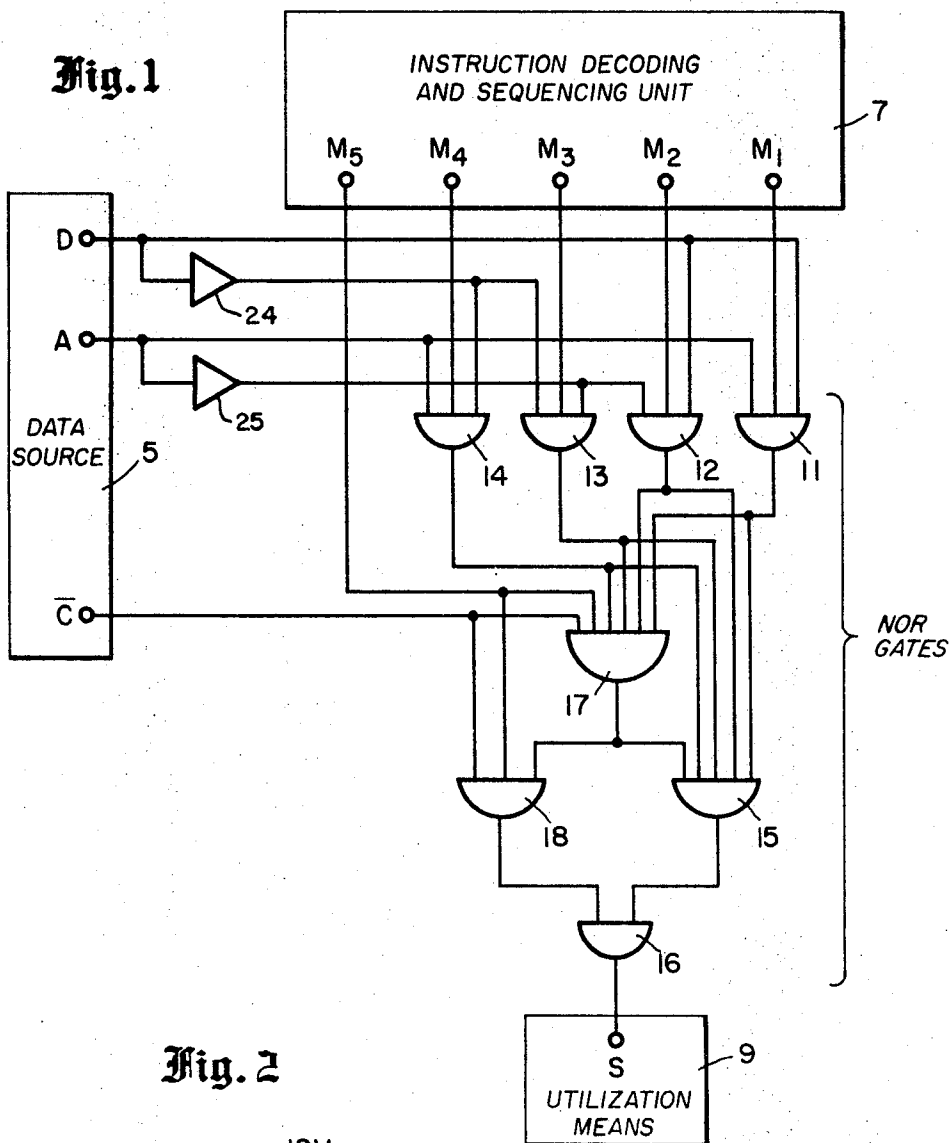 Fig. 1
INSTRUCTION DECODING
AND SEQUENCING UNIT
7
M5 M4 M3 M2 M1
D
24
A
25
DATA
SOURCE
5
14 13 12 11
C̅
17
NOR
GATES
18 15
16
Fig. 2
S
9
UTILIZATION
MEANS